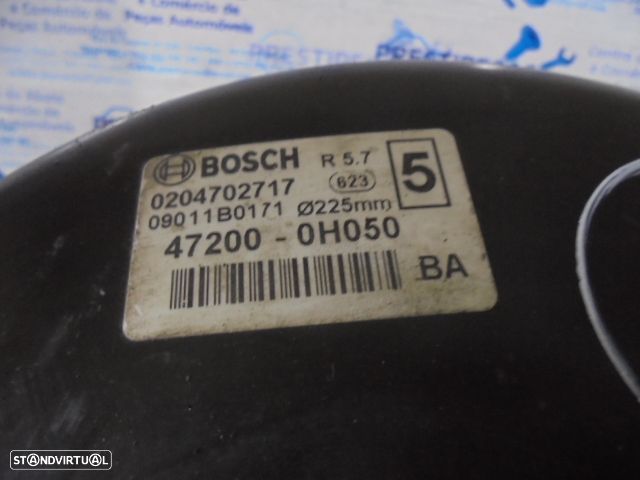 BOSCH R 5.7
5
0204702717 623
09011B0171 Ø225mm
47200 - 0H050
BA
STANDVIRTUAL